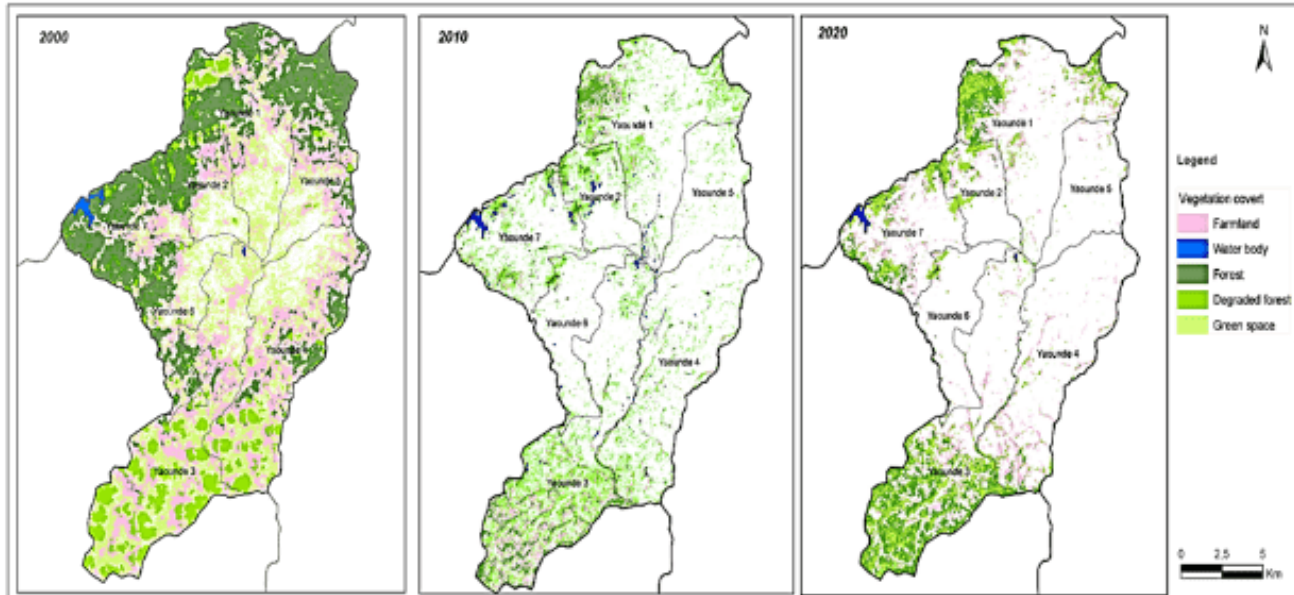 2000
Yaounde 2
Yaounde 7
Yaounde 3
2010
Yaoundé 1
Yaounde 2
Yaounde 5
Yaounde 7
Yaounde 6
Yaounde 4
Yaounde 3
2020
Yaounde 1
Yaounde 2
Yaounde 5
Yaounde 7
Yaounde 6
Yaounde 4
Yaounde 3
N
Legend
Vegetation covert
Farmland
Water body
Forest
Degraded forest
Green space
0 2,5 5
Km